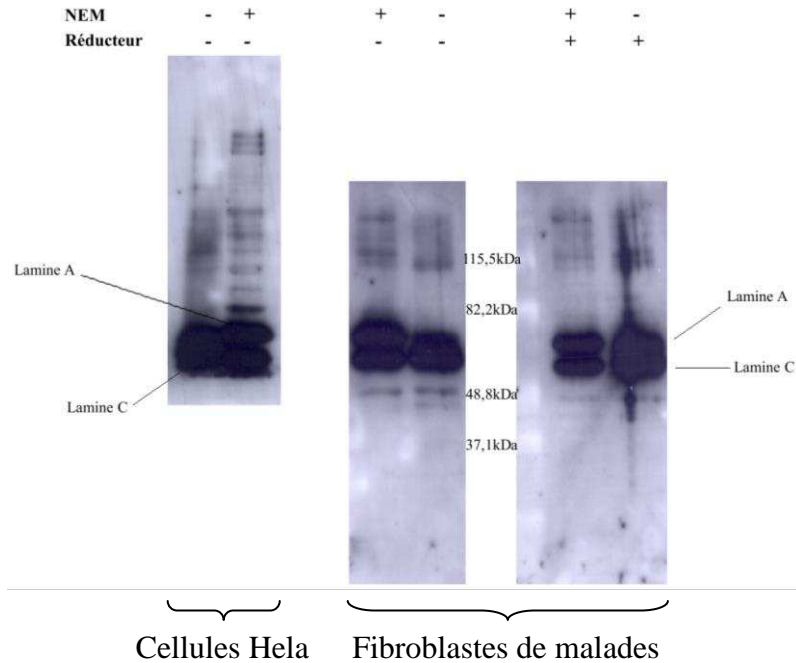 NEM - + + - + -
Réducteur - - - - + +
115,5kDa
Lamine A
82,2kDa
Lamine A
Lamine C
48,8kDa
Lamine C
37,1kDa
Cellules Hela Fibroblastes de malades